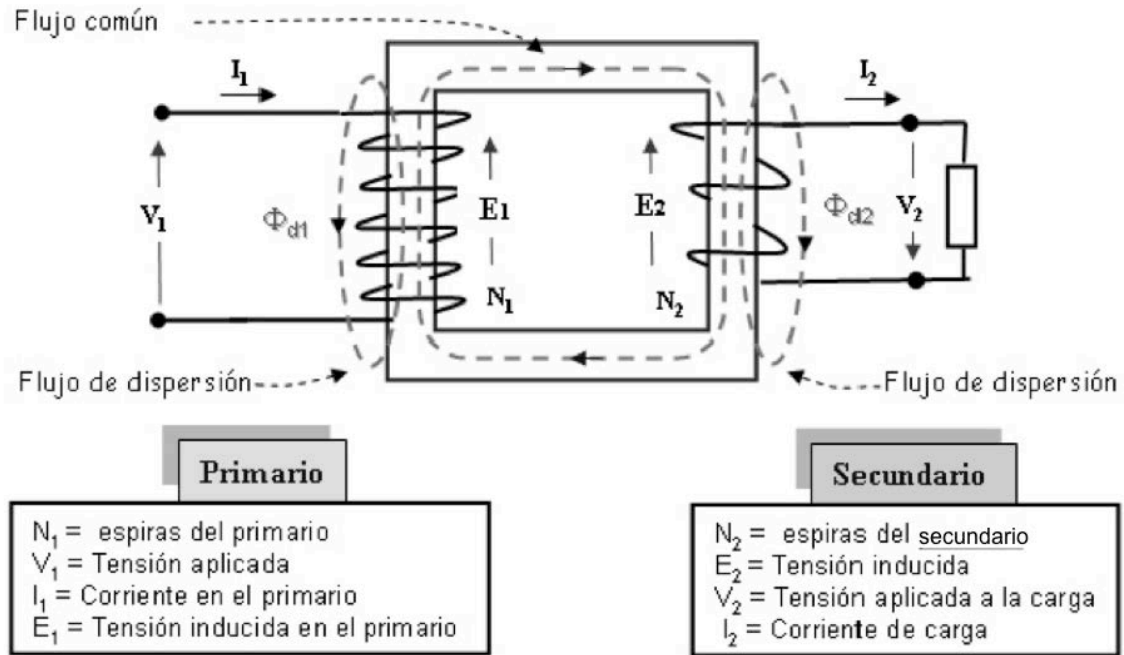 Flujo común
I₁
I₂
V₁
Φd1
E1
E2
Φd2
V₂
N₁
N₂
Flujo de dispersión
Flujo de dispersión
Primario
N₁ = espiras del primario
V₁ = Tensión aplicada
I₁ = Corriente en el primario
E₁ = Tensión inducida en el primario
Secundario
N₂ = espiras del secundario
E₂ = Tensión inducida
V₂ = Tensión aplicada a la carga
I₂ = Corriente de carga